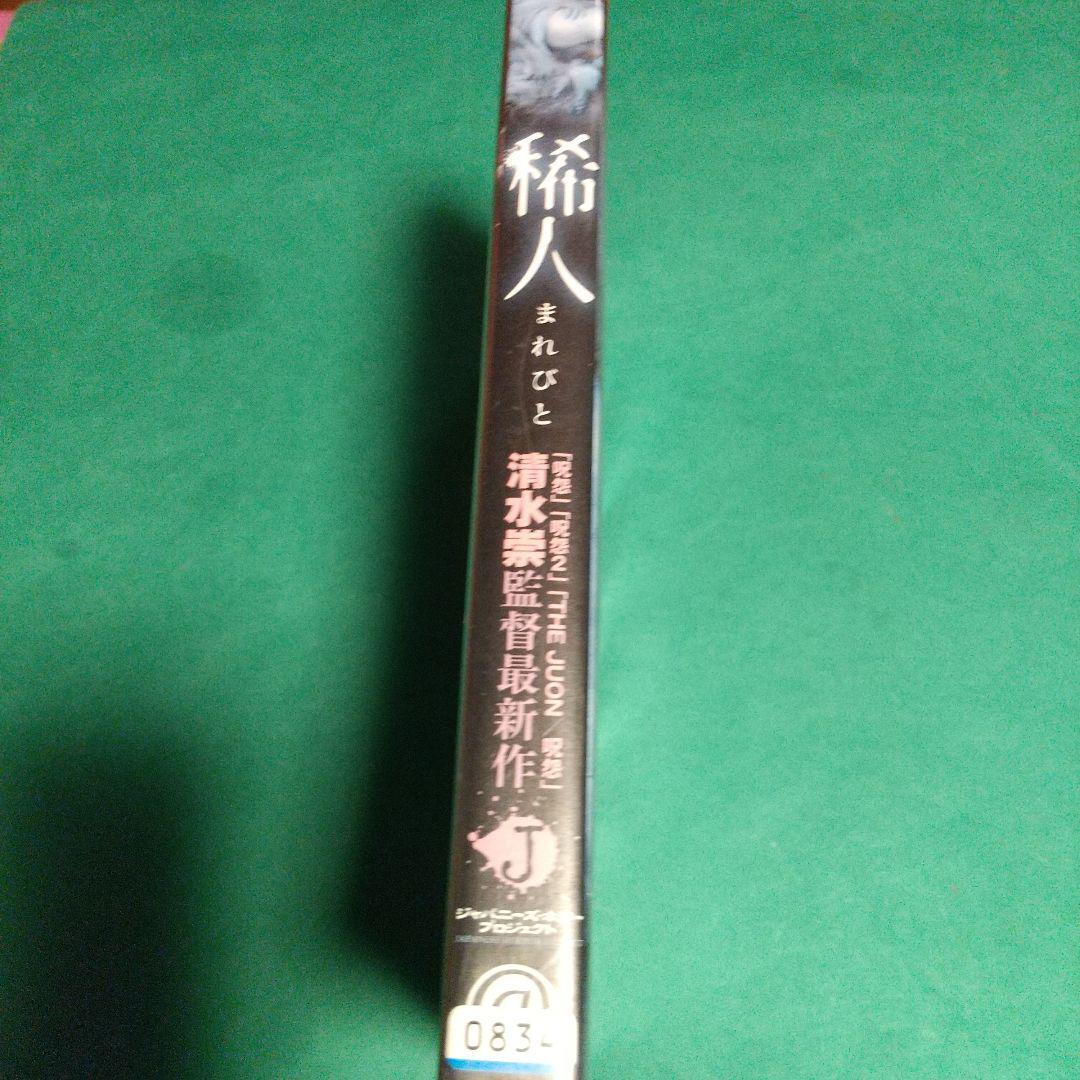 稀人
まれびと
「呪怨」「呪怨2」「THE JUON/呪怨」
清水崇監督最新作
J
ジャパニーズ・ホラー
プロジェクト
0834